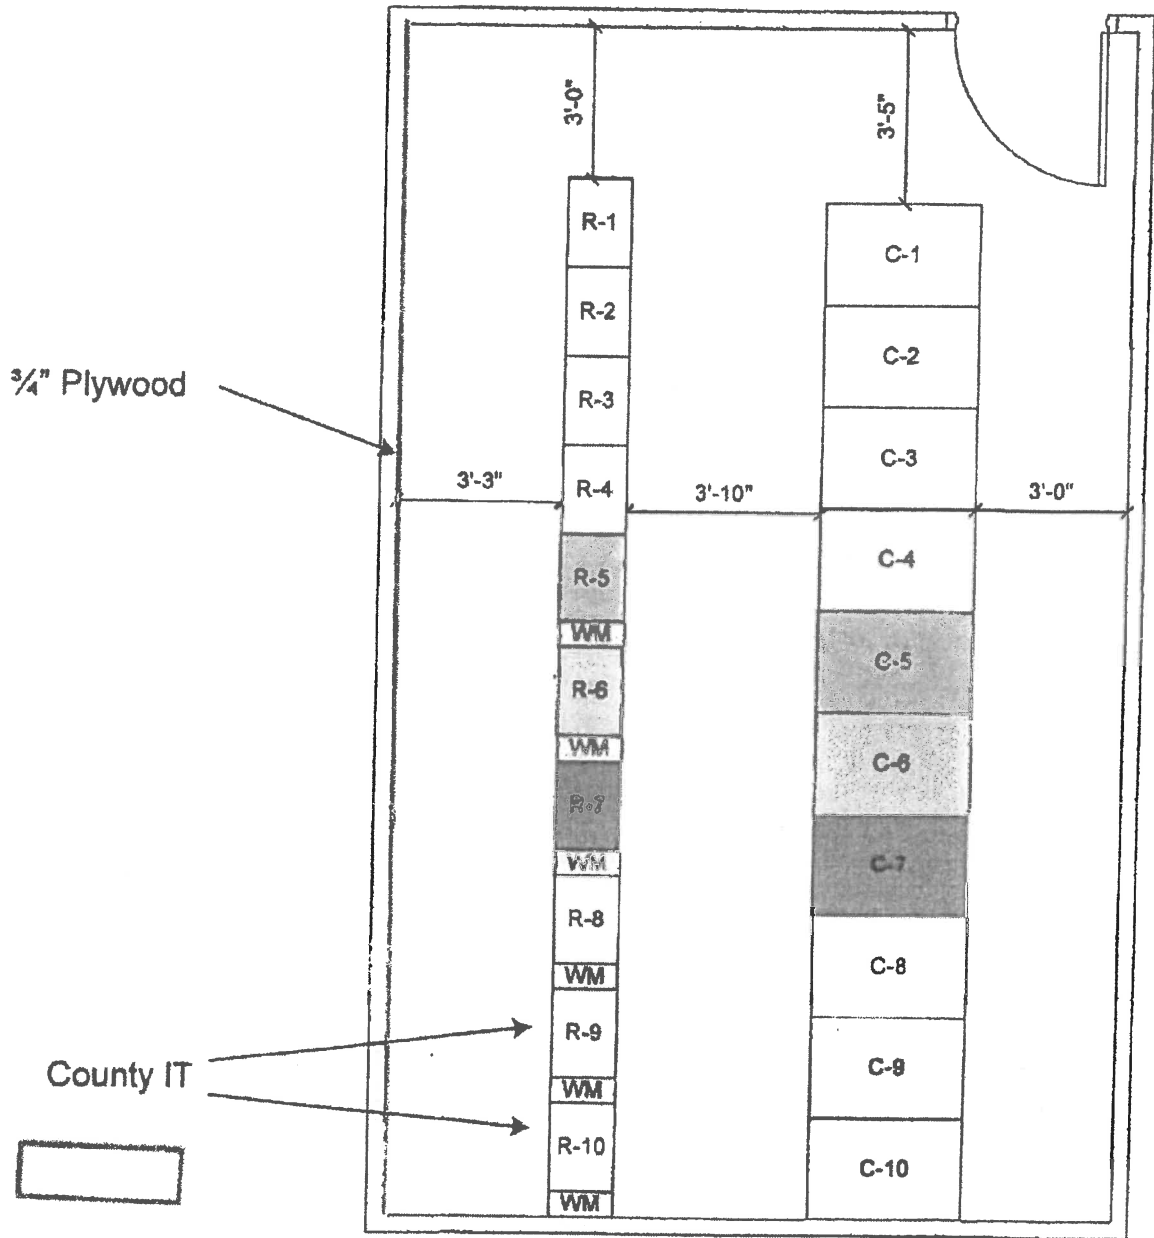 3'-0"
3'-5"
R-1
C-1
R-2
C-2
¾" Plywood
R-3
C-3
3'-3"
R-4
3'-10"
3'-0"
C-4
R-5
WM
C-5
R-6
WM
C-6
R-7
WM
C-7
R-8
WM
C-8
R-9
WM
C-9
County IT
R-10
WM
C-10